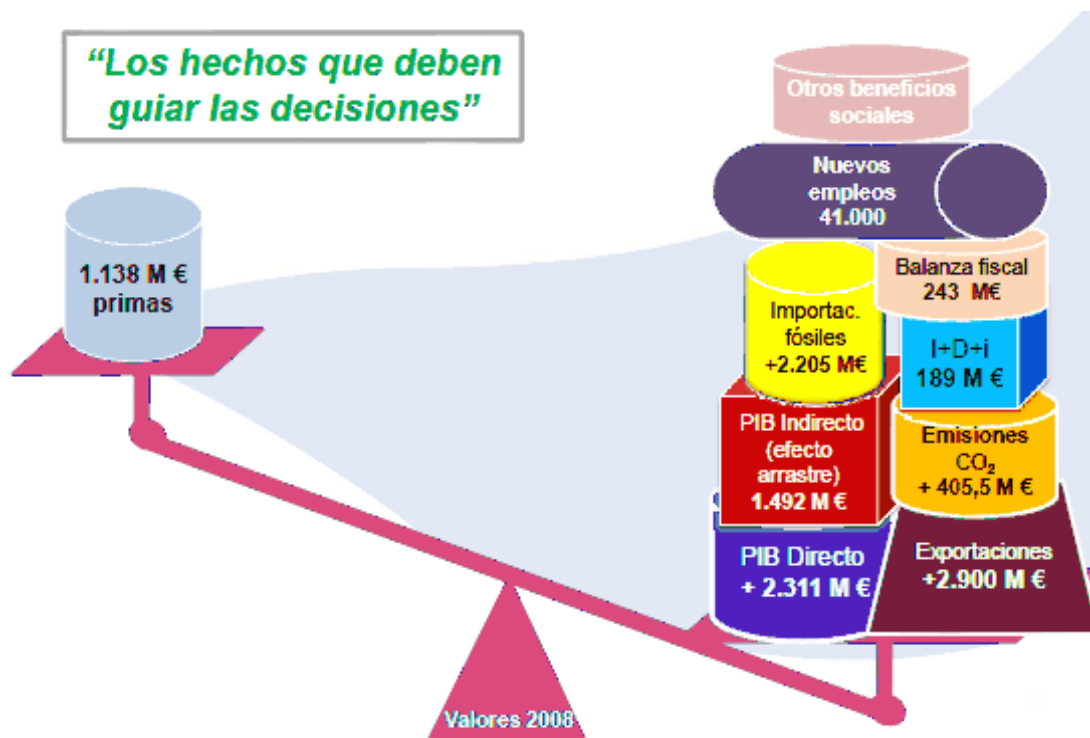 “Los hechos que deben
guiar las decisiones”
1.138 M €
primas
Otros beneficios
sociales
Nuevos
empleos
41.000
Importac.
fósiles
+2.205 M€
Balanza fiscal
243 M€
I+D+i
189 M €
PIB Indirecto
(efecto
arrastre)
1.492 M €
Emisiones
CO₂
+ 405,5 M€
PIB Directo
+ 2.311 M €
Exportaciones
+2.900 M €
Valores 2008